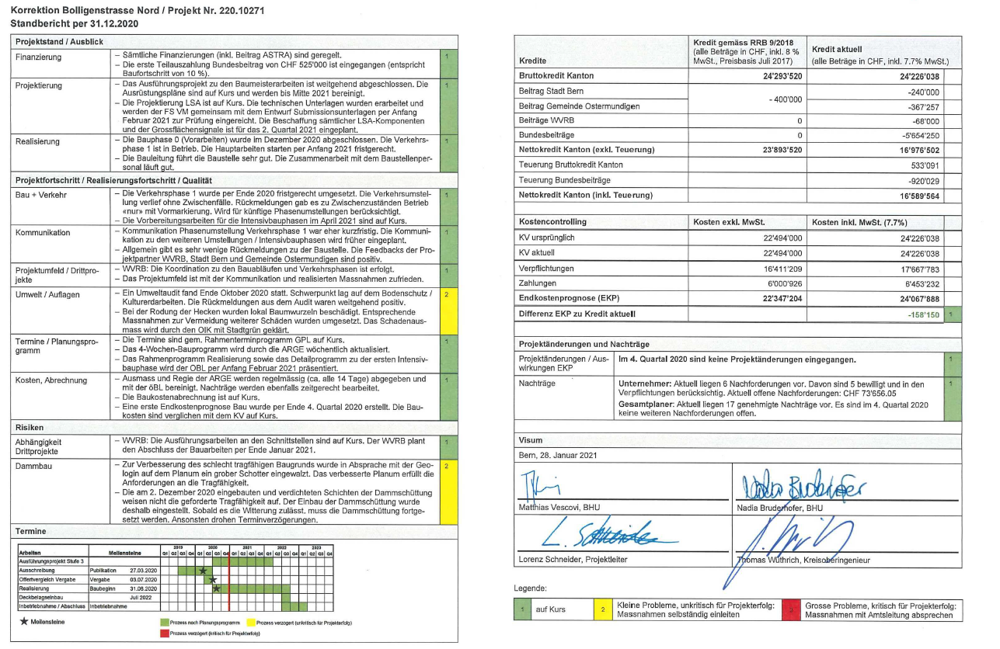 Korrektion Bolligenstrasse Nord / Projekt Nr. 220.10271
Standbericht per 31.12.2020
Projektstand / Ausblick
Finanzierung
– Sämtliche Finanzierungen (inkl. Beitrag ASTRA) sind geregelt.
– Die erste Teilauszahlung Bundesbeitrag von CHF 525'000 ist eingegangen (entspricht
Baufortschritt von 10 %).
1
Projektierung
– Das Ausführungsprojekt zu den Baumeisterarbeiten ist weitgehend abgeschlossen. Die
Ausrüstungspläne sind auf Kurs und werden bis Mitte 2021 bereinigt.
– Die Projektierung LSA ist auf Kurs. Die technischen Unterlagen wurden erarbeitet und
werden der FS VM gemeinsam mit dem Entwurf Submissionsunterlagen per Anfang
Februar 2021 zur Prüfung eingereicht. Die Beschaffung sämtlicher LSA-Komponenten
und der Grossflächensignale ist für das 2. Quartal 2021 eingeplant.
1
Realisierung
– Die Bauphase 0 (Vorarbeiten) wurde im Dezember 2020 abgeschlossen. Die Verkehrs-
phase 1 ist in Betrieb. Die Hauptarbeiten starten per Anfang 2021 fristgerecht.
– Die Bauleitung führt die Baustelle sehr gut. Die Zusammenarbeit mit dem Baustellenper-
sonal läuft gut.
1
Projektfortschritt / Realisierungsfortschritt / Qualität
Bau + Verkehr
– Die Verkehrsphase 1 wurde per Ende 2020 fristgerecht umgesetzt. Die Verkehrsumstel-
lung verlief ohne Zwischenfälle. Rückmeldungen gab es zu Zwischenzuständen Betrieb
«nur» mit Vormarkierung. Wird für künftige Phasenumstellungen berücksichtigt.
– Die Vorbereitungsarbeiten für die Intensivbauphasen im April 2021 sind auf Kurs.
1
Kommunikation
– Kommunikation Phasenumstellung Verkehrsphase 1 war eher kurzfristig. Die Kommuni-
kation zu den weiteren Umstellungen / Intensivbauphasen wird früher eingeplant.
– Allgemein gibt es sehr wenige Rückmeldungen zu der Baustelle. Die Feedbacks der Pro-
jektpartner WVRB, Stadt Bern und Gemeinde Ostermundigen sind positiv.
1
Projektumfeld / Drittpro-
jekte
– WVRB: Die Koordination zu den Bauabläufen und Verkehrsphasen ist erfolgt.
– Das Projektumfeld ist mit der Kommunikation und realisierten Massnahmen zufrieden.
1
Umwelt / Auflagen
– Ein Umweltaudit fand Ende Oktober 2020 statt. Schwerpunkt lag auf dem Bodenschutz /
Kulturerdarbeiten. Die Rückmeldungen aus dem Audit waren weitgehend positiv.
– Bei der Rodung der Hecken wurden lokal Baumwurzeln beschädigt. Entsprechende
Massnahmen zur Vermeidung weiterer Schäden wurden umgesetzt. Das Schadenaus-
mass wird durch den OIK mit Stadtgrün geklärt.
2
Termine / Planungspro-
gramm
– Die Termine sind gem. Rahmenterminprogramm GPL auf Kurs.
– Das 4-Wochen-Bauprogramm wird durch die ARGE wöchentlich aktualisiert.
– Das Rahmenprogramm Realisierung sowie das Detailprogramm zu der ersten Intensiv-
bauphase wird der OBL per Anfang Februar 2021 präsentiert.
1
Kosten, Abrechnung
– Ausmass und Regie der ARGE werden regelmässig (ca. alle 14 Tage) abgegeben und
mit der öBL bereinigt. Nachträge werden ebenfalls zeitgerecht bearbeitet.
– Die Baukostenabrechnung ist auf Kurs.
– Eine erste Endkostenprognose Bau wurde per Ende 4. Quartal 2020 erstellt. Die Bau-
kosten sind verglichen mit dem KV auf Kurs.
1
Risiken
Abhängigkeit
Drittprojekte
– WVRB: Die Ausführungsarbeiten an den Schnittstellen sind auf Kurs. Der WVRB plant
den Abschluss der Bauarbeiten per Ende Januar 2021.
1
Dammbau
– Zur Verbesserung des schlecht tragfähigen Baugrunds wurde in Absprache mit der Geo-
login auf dem Planum ein grober Schotter eingewalzt. Das verbesserte Planum erfüllt die
Anforderungen an die Tragfähigkeit.
– Die am 2. Dezember 2020 eingebauten und verdichteten Schichten der Dammschüttung
weisen nicht die geforderte Tragfähigkeit auf. Der Einbau der Dammschüttung wurde
deshalb eingestellt. Sobald es die Witterung zulässt, muss die Dammschüttung fortge-
setzt werden. Ansonsten drohen Terminverzögerungen.
2
Termine
2019 2020 2021 2022 2023
Arbeiten Meilensteine Q1 Q2 Q3 Q4 Q1 Q2 Q3 Q4 Q1 Q2 Q3 Q4 Q1 Q2 Q3 Q4 Q1 Q2 Q3 Q4
Ausführungsprojekt Stufe 3
Ausschreibung Publikation 27.03.2020
Offertvergleich Vergabe Vergabe 03.07.2020
Realisierung Baubeginn 31.08.2020
Deckbelagseinbau Juli 2022
Inbetriebnahme / Abschluss Inbetriebnahme
Meilensteine
Prozess nach Planungsprogramm
Prozess verzögert (unkritisch für Projekterfolg)
Prozess verzögert (kritisch für Projekterfolg)
Kredite
Kredit gemäss RRB 9/2018
(alle Beträge in CHF, inkl. 8 %
MwSt., Preisbasis Juli 2017)
Kredit aktuell
(alle Beträge in CHF, inkl. 7.7% MwSt.)
Bruttokredit Kanton 24'293'520 24'226'038
Beitrag Stadt Bern -240'000
- 400'000
Beitrag Gemeinde Ostermundigen -367'257
Beiträge WVRB 0 -68'000
Bundesbeiträge 0 -5'654'250
Nettokredit Kanton (exkl. Teuerung) 23'893'520 16'976'502
Teuerung Bruttokredit Kanton 533'091
Teuerung Bundesbeiträge -920'029
Nettokredit Kanton (inkl. Teuerung) 16'589'564
Kostencontrolling Kosten exkl. MwSt. Kosten inkl. MwSt. (7.7%)
KV ursprünglich 22'494'000 24'226'038
KV aktuell 22'494'000 24'226'038
Verpflichtungen 16'411'209 17'667'783
Zahlungen 6'000'926 6'453'232
Endkostenprognose (EKP) 22'347'204 24'067'888
Differenz EKP zu Kredit aktuell -158'150 1
Projektänderungen und Nachträge
Projektänderungen / Aus-
wirkungen EKP
Im 4. Quartal 2020 sind keine Projektänderungen eingegangen.
1
Nachträge
Unternehmer: Aktuell liegen 6 Nachforderungen vor. Davon sind 5 bewilligt und in den
Verpflichtungen berücksichtig. Aktuell offene Nachforderungen: CHF 73'656.05
Gesamtplaner: Aktuell liegen 17 genehmigte Nachträge vor. Es sind im 4. Quartal 2020
keine weiteren Nachforderungen offen.
1
Visum
Bern, 28. Januar 2021
Matthias Vescovi, BHU
Nadia Bruderhofer
Nadia Bruderhofer, BHU
L. Schneider
Lorenz Schneider, Projektleiter
Thomas Wüthrich, Kreisoberingenieur
Legende:
1 auf Kurs
2 Kleine Probleme, unkritisch für Projekterfolg:
Massnahmen selbständig einleiten
Grosse Probleme, kritisch für Projekterfolg:
Massnahmen mit Amtsleitung absprechen